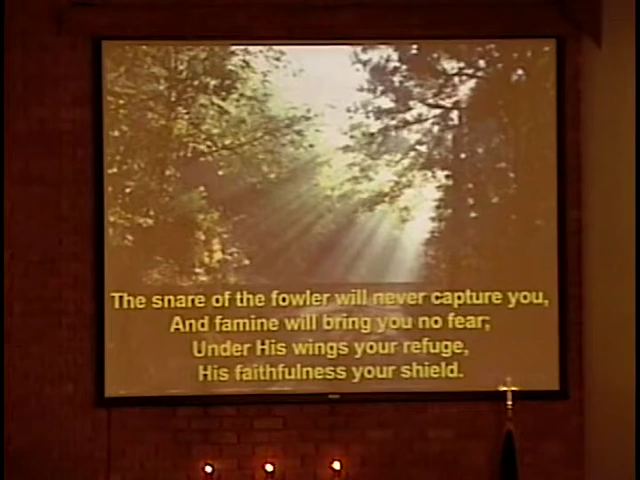 The snare of the fowler will never capture you,
And famine will bring you no fear;
Under His wings your refuge,
His faithfulness your shield.